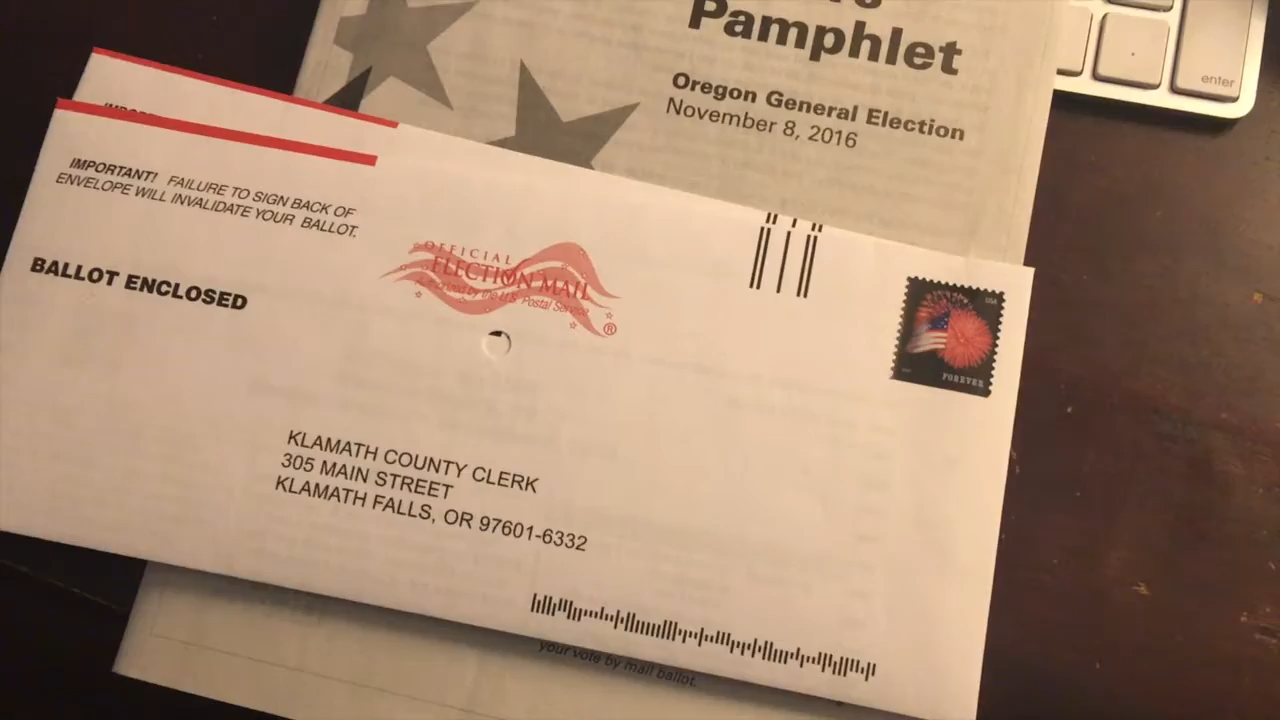 Pamphlet
Oregon General Election
November 8, 2016
enter
IMPORTANT! FAILURE TO SIGN BACK OF
ENVELOPE WILL INVALIDATE YOUR BALLOT.
BALLOT ENCLOSED
OFFICIAL
ELECTION MAIL
Authorized by the U.S. Postal Service
®
USA
FOREVER
KLAMATH COUNTY CLERK
305 MAIN STREET
KLAMATH FALLS, OR 97601-6332
your vote by mail ballot.